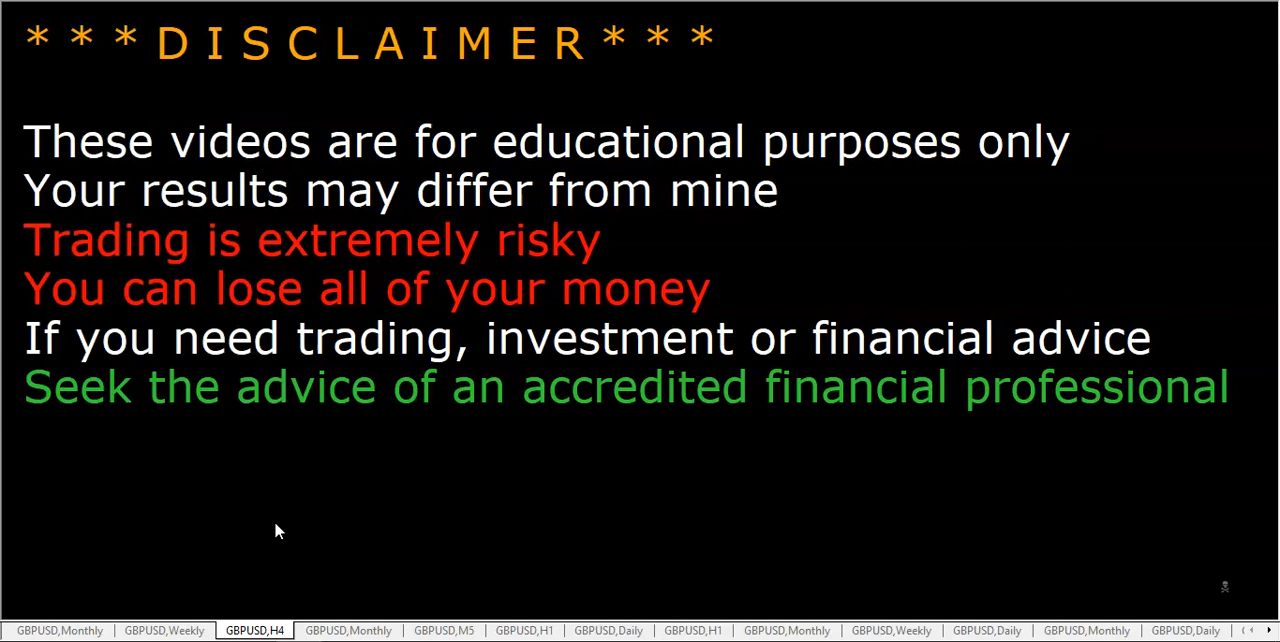 * * * D I S C L A I M E R * * *
These videos are for educational purposes only
Your results may differ from mine
Trading is extremely risky
You can lose all of your money
If you need trading, investment or financial advice
Seek the advice of an accredited financial professional
GBPUSD,Monthly GBPUSD,Weekly GBPUSD,H4 GBPUSD,Monthly GBPUSD,M5 GBPUSD,H1 GBPUSD,Daily GBPUSD,H1 GBPUSD,Monthly GBPUSD,Weekly GBPUSD,Daily GBPUSD,Monthly GBPUSD,Daily